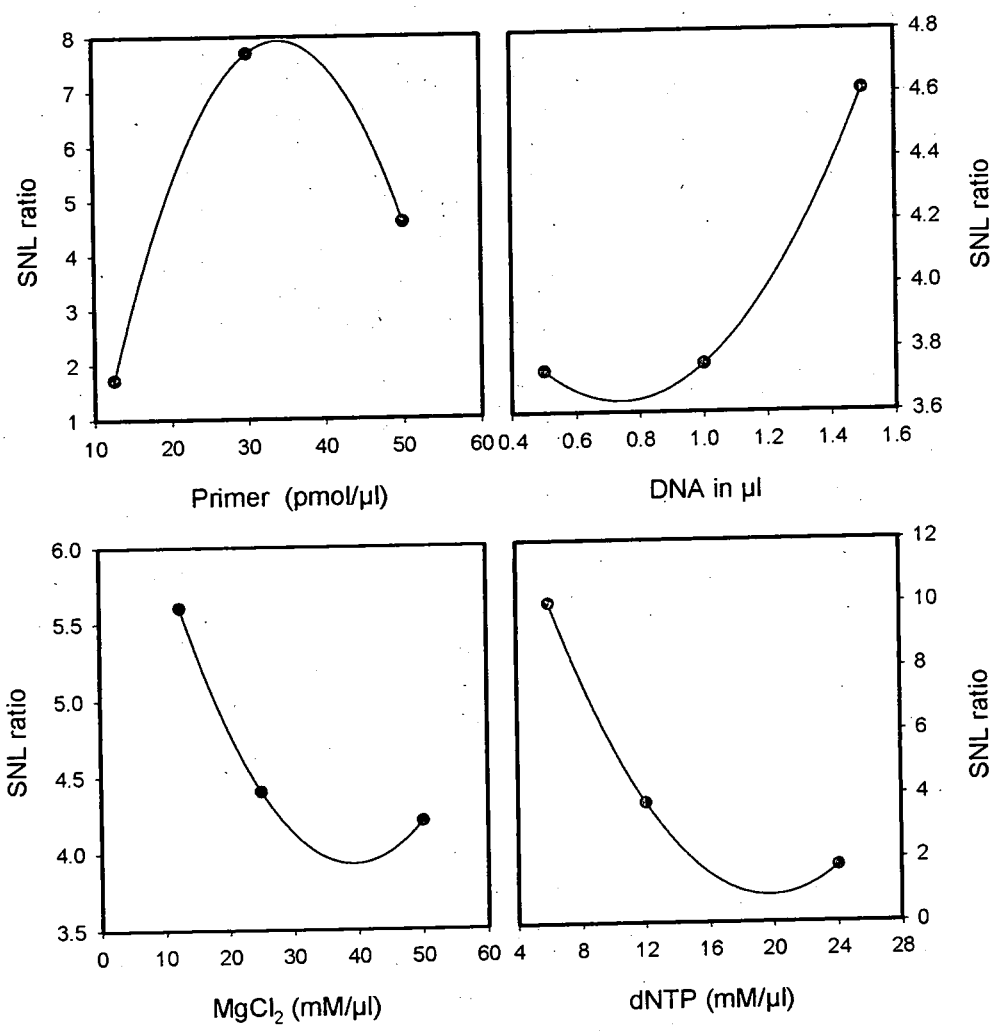 8
7
6
5
4
3
2
1
SNL ratio
10 20 30 40 50 60
Primer (pmol/µl)
4.8
4.6
4.4
4.2
4.0
3.8
3.6
SNL ratio
0.4 0.6 0.8 1.0 1.2 1.4 1.6
DNA in µl
6.0
5.5
5.0
4.5
4.0
3.5
SNL ratio
0 10 20 30 40 50 60
MgCl₂ (mM/µl)
12
10
8
6
4
2
0
SNL ratio
4 8 12 16 20 24 28
dNTP (mM/µl)